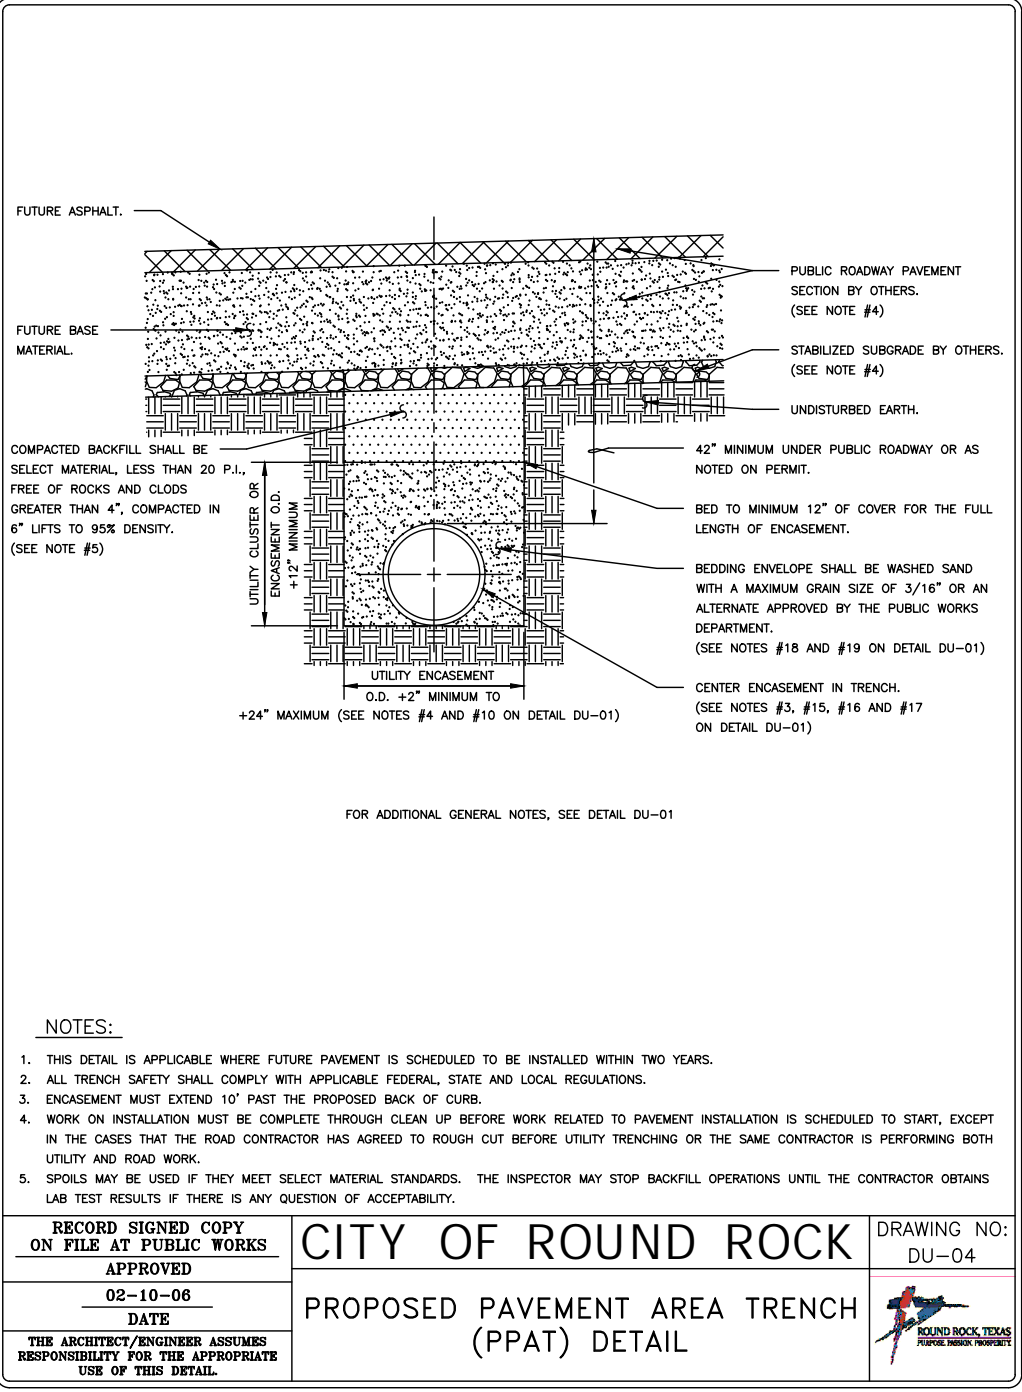 FUTURE ASPHALT.
PUBLIC ROADWAY PAVEMENT
SECTION BY OTHERS.
(SEE NOTE #4)
FUTURE BASE
MATERIAL.
STABILIZED SUBGRADE BY OTHERS.
(SEE NOTE #4)
UNDISTURBED EARTH.
COMPACTED BACKFILL SHALL BE
SELECT MATERIAL, LESS THAN 20 P.I.,
FREE OF ROCKS AND CLODS
GREATER THAN 4", COMPACTED IN
6" LIFTS TO 95% DENSITY.
(SEE NOTE #5)
UTILITY CLUSTER OR
ENCASEMENT O.D.
+12" MINIMUM
42" MINIMUM UNDER PUBLIC ROADWAY OR AS
NOTED ON PERMIT.
BED TO MINIMUM 12" OF COVER FOR THE FULL
LENGTH OF ENCASEMENT.
BEDDING ENVELOPE SHALL BE WASHED SAND
WITH A MAXIMUM GRAIN SIZE OF 3/16" OR AN
ALTERNATE APPROVED BY THE PUBLIC WORKS
DEPARTMENT.
(SEE NOTES #18 AND #19 ON DETAIL DU-01)
CENTER ENCASEMENT IN TRENCH.
(SEE NOTES #3, #15, #16 AND #17
ON DETAIL DU-01)
UTILITY ENCASEMENT
O.D. +2" MINIMUM TO
+24" MAXIMUM (SEE NOTES #4 AND #10 ON DETAIL DU-01)
FOR ADDITIONAL GENERAL NOTES, SEE DETAIL DU-01
NOTES:
1. THIS DETAIL IS APPLICABLE WHERE FUTURE PAVEMENT IS SCHEDULED TO BE INSTALLED WITHIN TWO YEARS.
2. ALL TRENCH SAFETY SHALL COMPLY WITH APPLICABLE FEDERAL, STATE AND LOCAL REGULATIONS.
3. ENCASEMENT MUST EXTEND 10' PAST THE PROPOSED BACK OF CURB.
4. WORK ON INSTALLATION MUST BE COMPLETE THROUGH CLEAN UP BEFORE WORK RELATED TO PAVEMENT INSTALLATION IS SCHEDULED TO START, EXCEPT
IN THE CASES THAT THE ROAD CONTRACTOR HAS AGREED TO ROUGH CUT BEFORE UTILITY TRENCHING OR THE SAME CONTRACTOR IS PERFORMING BOTH
UTILITY AND ROAD WORK.
5. SPOILS MAY BE USED IF THEY MEET SELECT MATERIAL STANDARDS. THE INSPECTOR MAY STOP BACKFILL OPERATIONS UNTIL THE CONTRACTOR OBTAINS
LAB TEST RESULTS IF THERE IS ANY QUESTION OF ACCEPTABILITY.
RECORD SIGNED COPY
ON FILE AT PUBLIC WORKS
APPROVED
02-10-06
DATE
THE ARCHITECT/ENGINEER ASSUMES
RESPONSIBILITY FOR THE APPROPRIATE
USE OF THIS DETAIL.
CITY OF ROUND ROCK
PROPOSED PAVEMENT AREA TRENCH
(PPAT) DETAIL
DRAWING NO:
DU-04
ROUND ROCK, TEXAS
PURPOSE. PASSION. PROSPERITY.